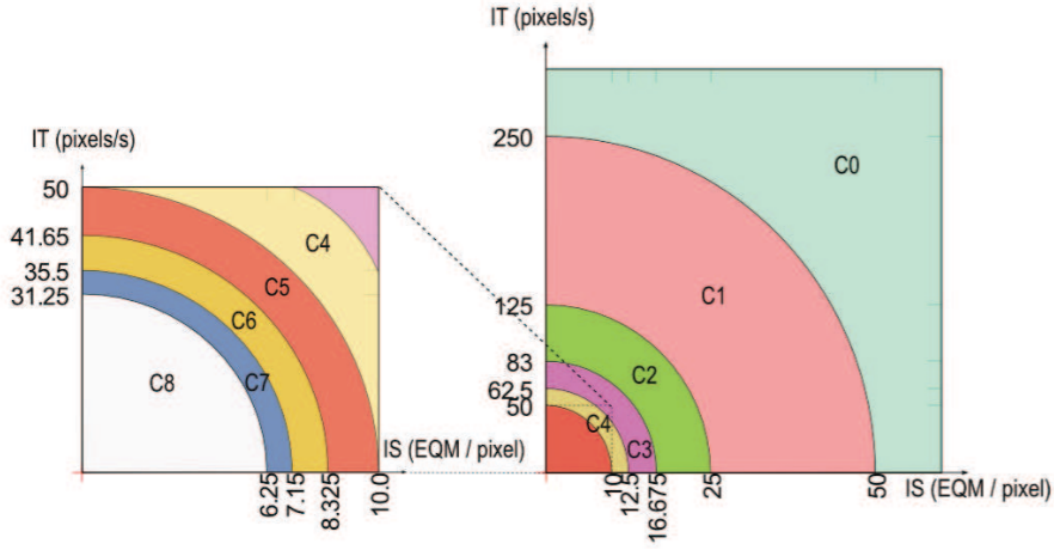 IT (pixels/s)
50
41.65
35.5
31.25
C4
C5
C6
C7
C8
6.25
7.15
8.325
10.0
IS (EQM / pixel)
IT (pixels/s)
250
125
83
62.5
50
C0
C1
C2
C3
C4
10
12.5
16.675
25
50
IS (EQM / pixel)